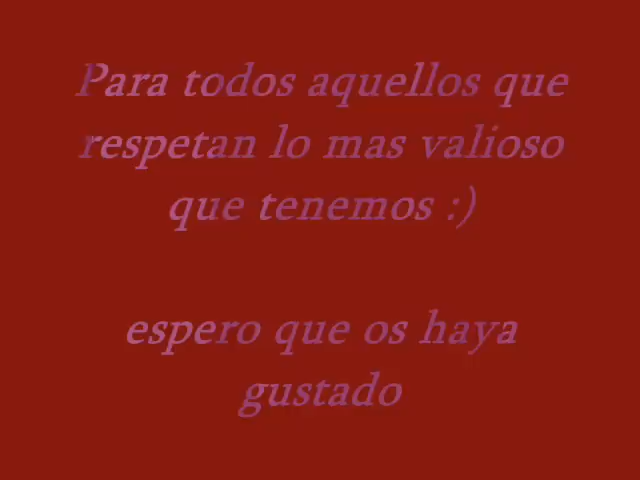 Para todos aquellos que
respetan lo mas valioso
que tenemos :)
espero que os haya
gustado